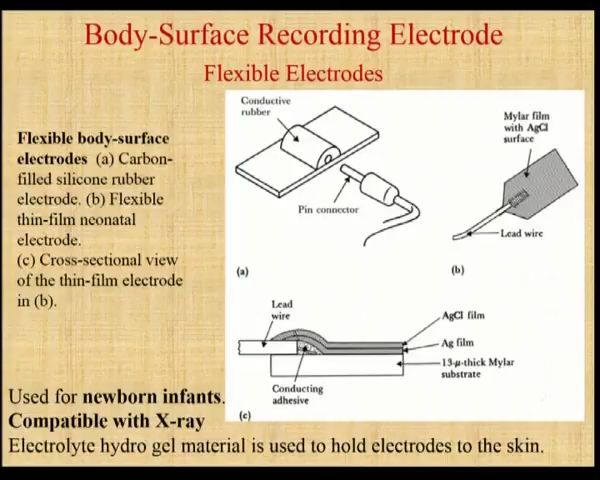 Body-Surface Recording Electrode
Flexible Electrodes
Flexible body-surface
electrodes (a) Carbon-
filled silicone rubber
electrode. (b) Flexible
thin-film neonatal
electrode.
(c) Cross-sectional view
of the thin-film electrode
in (b).
Conductive
rubber
Pin connector
(a)
Mylar film
with AgCl
surface
Lead wire
(b)
Lead
wire
AgCl film
Ag film
13-μ-thick Mylar
substrate
Conducting
adhesive
(c)
Used for newborn infants.
Compatible with X-ray
Electrolyte hydro gel material is used to hold electrodes to the skin.